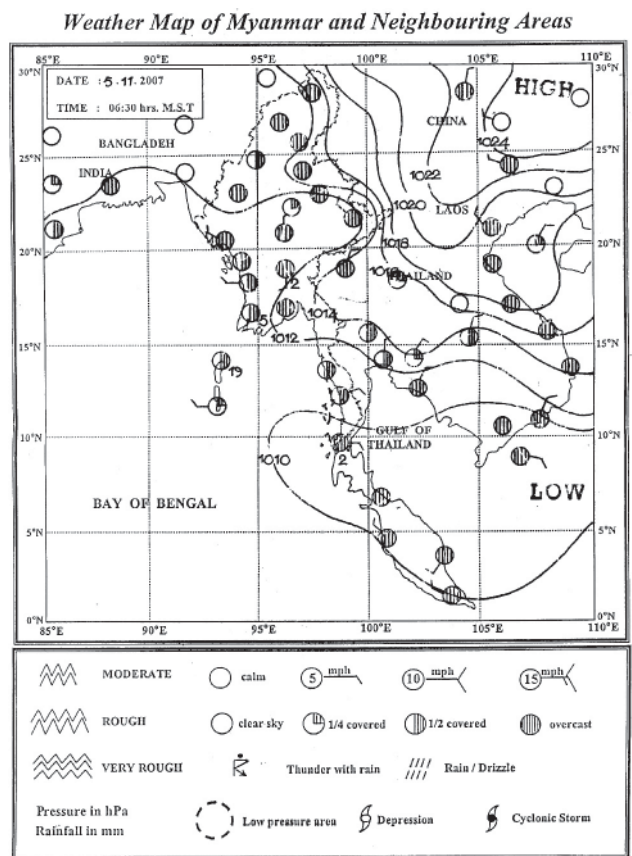 Weather Map of Myanmar and Neighbouring Areas
85°E 90°E 95°E 100°E 105°E 110°E
30°N 30°N
DATE : 5.11.2007
TIME : 06:30 hrs. M.S.T
HIGH
CHINA
BANGLADEH
1024
25°N 25°N
INDIA
1022
1020 LAOS
20°N 20°N
1018
1016 THAILAND
12
1014
5
1012
15°N 15°N
19
GULF OF
THAILAND
10°N 10°N
1010
2
BAY OF BENGAL
LOW
5°N 5°N
0°N 0°N
85°E 90°E 95°E 100°E 105°E 110°E
MODERATE calm 5 mph 10 mph 15 mph
ROUGH clear sky 1/4 covered 1/2 covered overcast
VERY ROUGH Thunder with rain Rain / Drizzle
Pressure in hPa
Rainfall in mm
Low pressure area Depression Cyclonic Storm